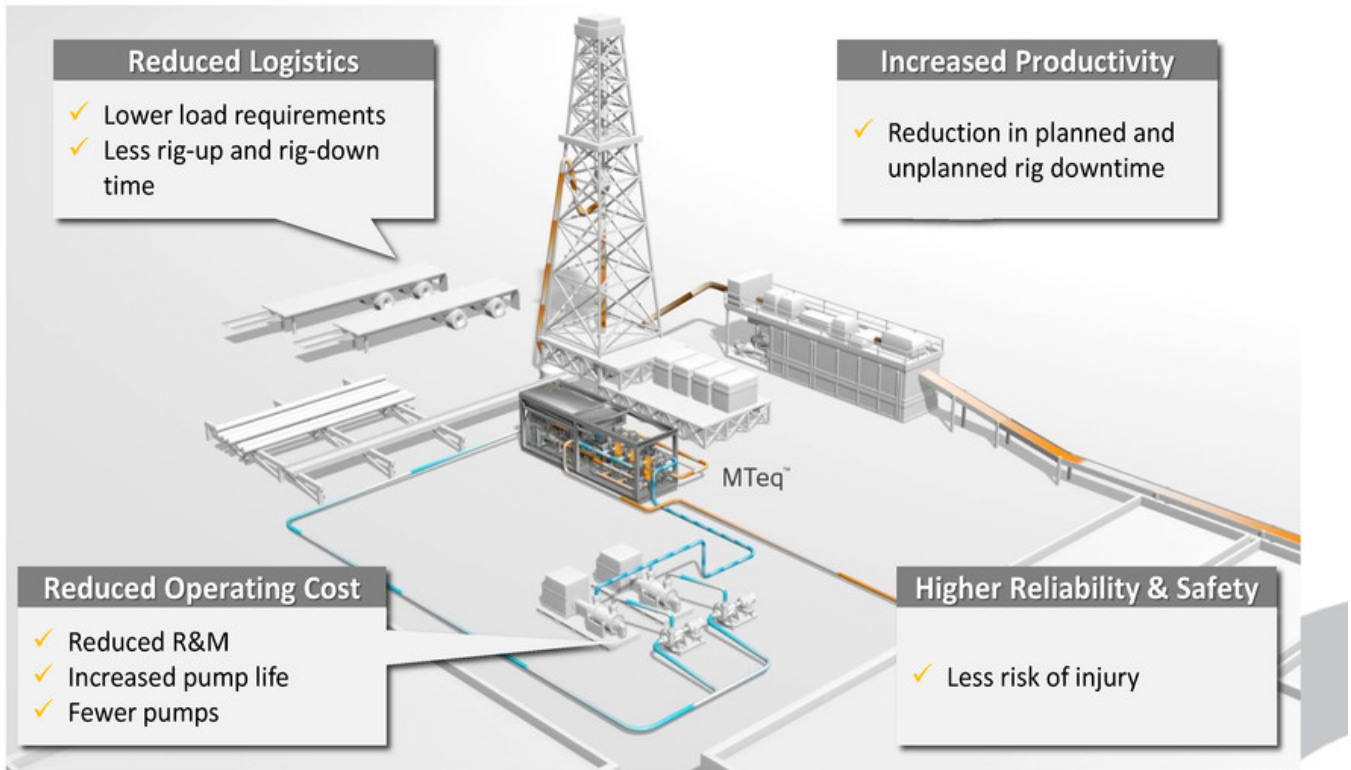 Reduced Logistics
Lower load requirements
Less rig-up and rig-down
time
Increased Productivity
Reduction in planned and
unplanned rig downtime
MTeq™
Reduced Operating Cost
Reduced R&M
Increased pump life
Fewer pumps
Higher Reliability & Safety
Less risk of injury